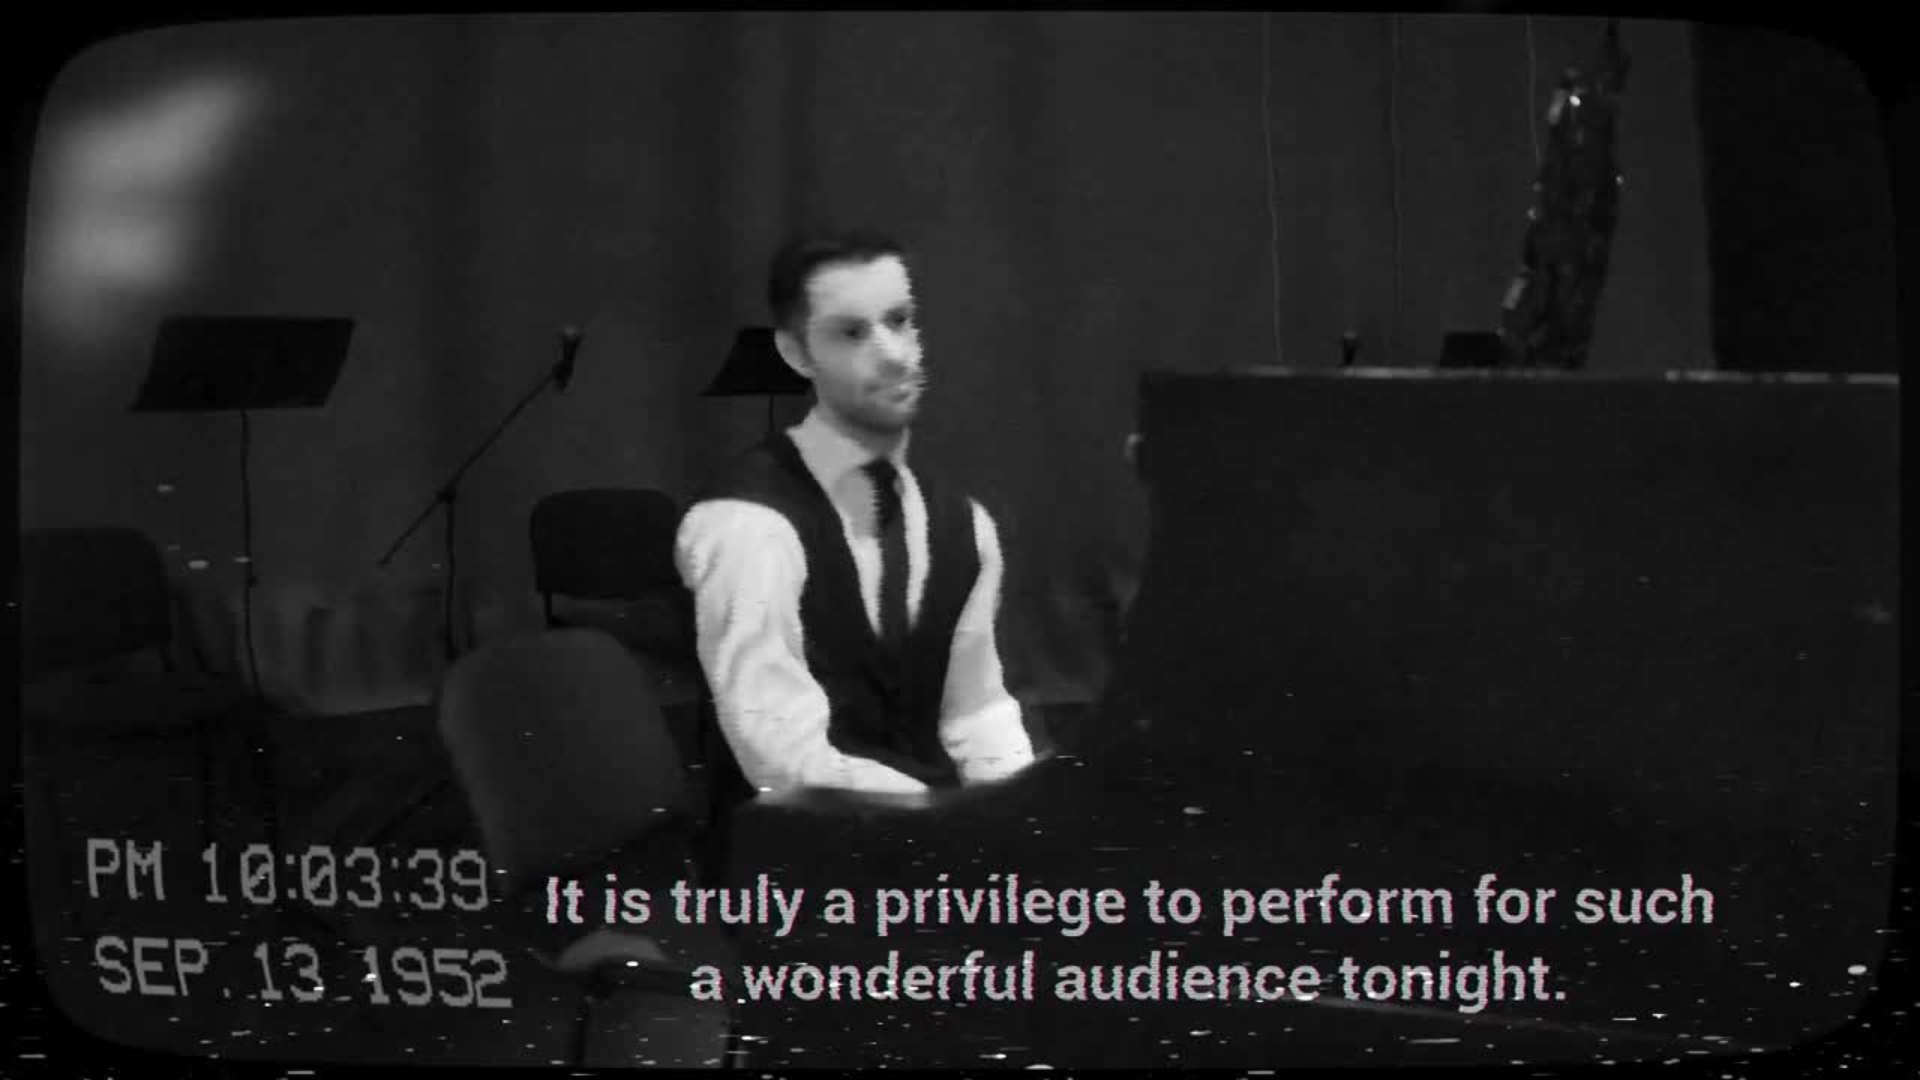 PM 10:03:39
SEP.13 1952
It is truly a privilege to perform for such
a wonderful audience tonight.